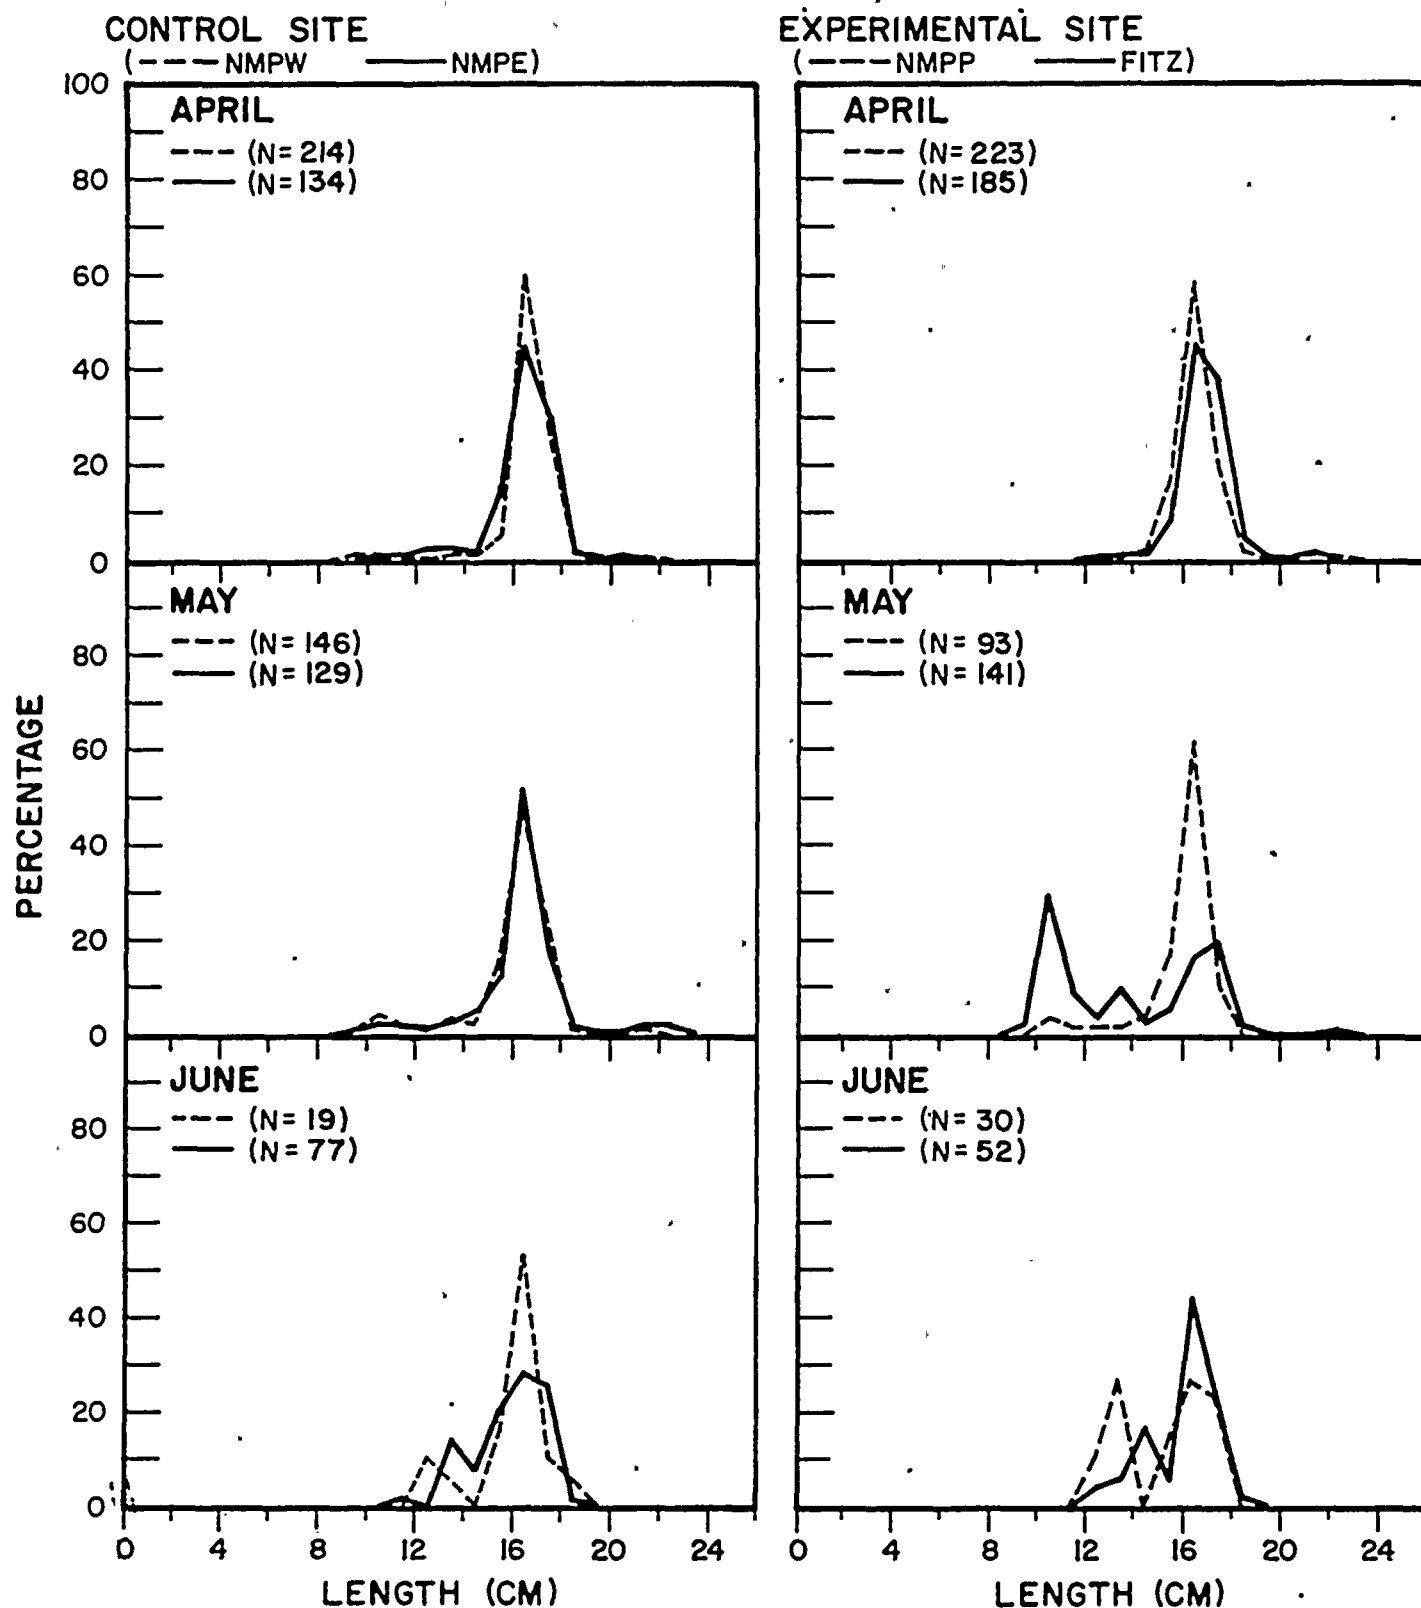 CONTROL SITE
(--- NMPW — NMPE)
EXPERIMENTAL SITE
(--- NMPP — FITZ)
PERCENTAGE
100
80
60
40
20
0
APRIL
(N=214)
(N=134)
APRIL
(N=223)
(N=185)
80
60
40
20
0
MAY
(N=146)
(N=129)
MAY
(N=93)
(N=141)
80
60
40
20
0
JUNE
(N=19)
(N=77)
JUNE
(N=30)
(N=52)
0 4 8 12 16 20 24
LENGTH (CM)
0 4 8 12 16 20 24
LENGTH (CM)